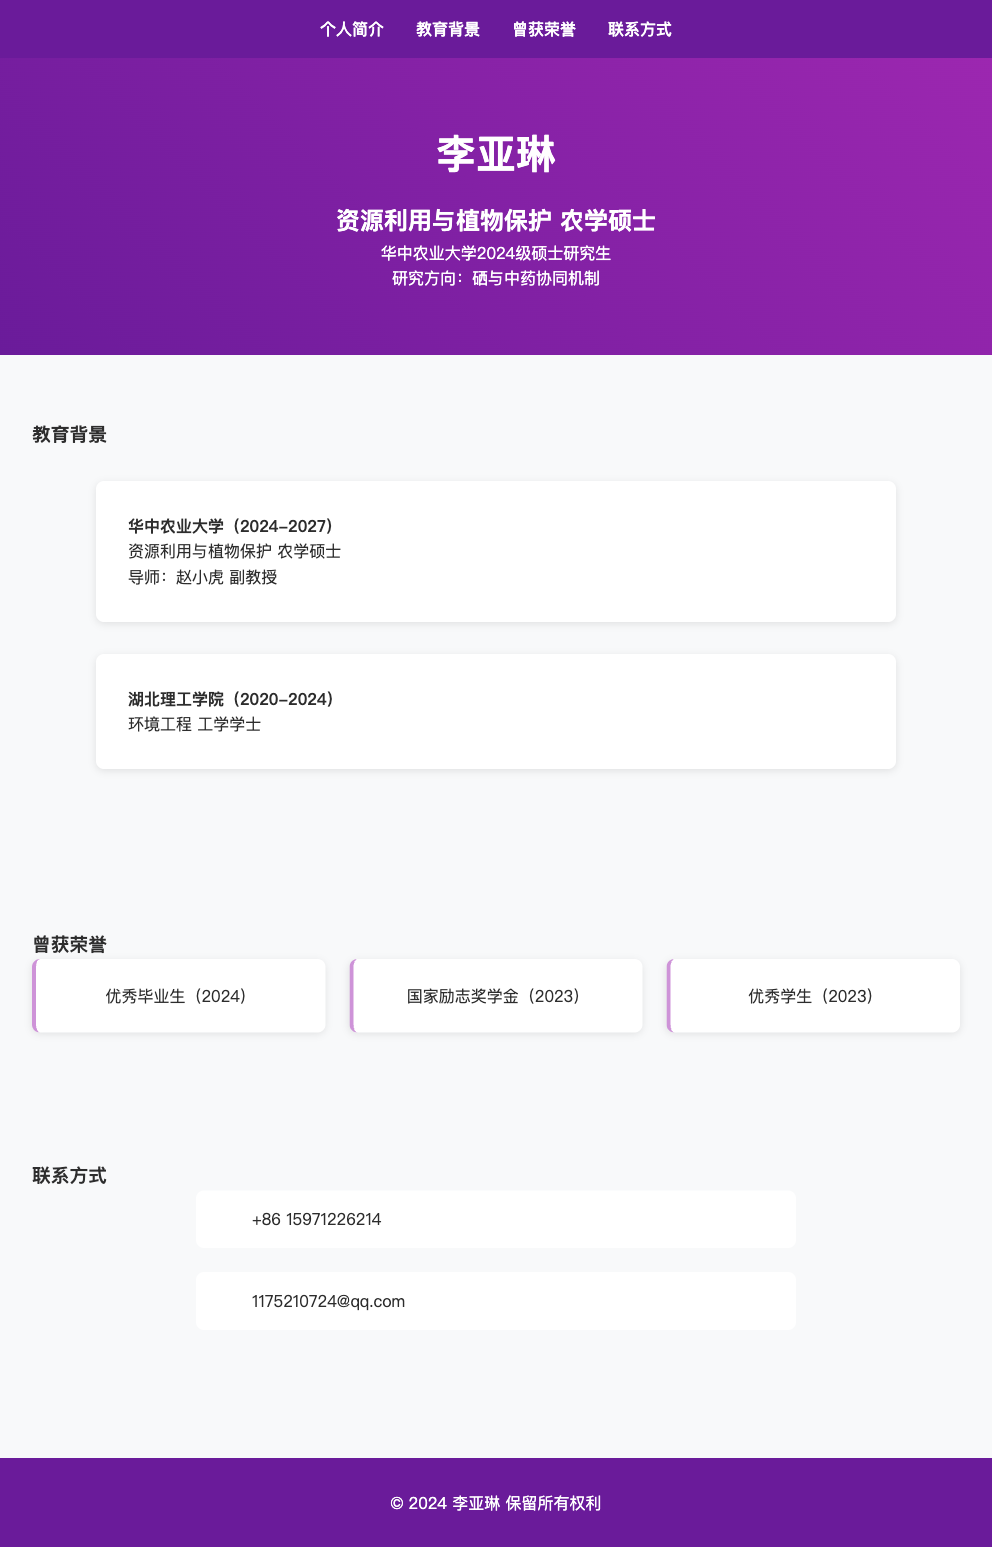 个人简介 教育背景 曾获荣誉 联系方式
李亚琳
资源利用与植物保护 农学硕士
华中农业大学2024级硕士研究生
研究方向：硒与中药协同机制
教育背景
华中农业大学（2024-2027）
资源利用与植物保护 农学硕士
导师：赵小虎 副教授
湖北理工学院（2020-2024）
环境工程 工学学士
曾获荣誉
优秀毕业生（2024） 国家励志奖学金（2023） 优秀学生（2023）
联系方式
+86 15971226214
1175210724@qq.com
© 2024 李亚琳 保留所有权利